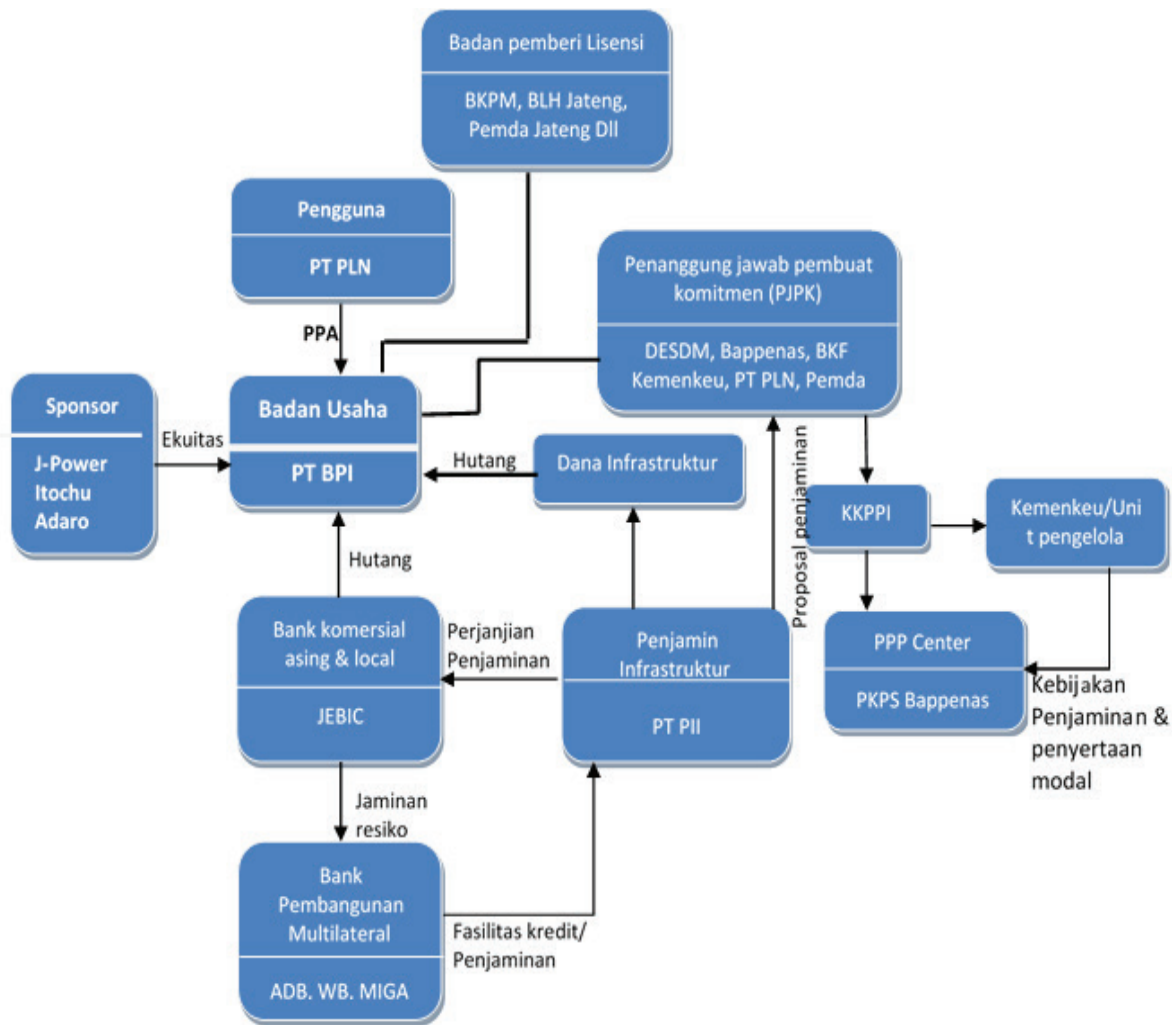 Badan pemberi Lisensi
BKPM, BLH Jateng,
Pemda Jateng Dll
Pengguna
PT PLN
PPA
Penanggung jawab pembuat
komitmen (PJPK)
DESDM, Bappenas, BKF
Kemenkeu, PT PLN, Pemda
Sponsor
J-Power
Itochu
Adaro
Ekuitas
Badan Usaha
PT BPI
Hutang
Dana Infrastruktur
Proposal penjaminan
KKPPI
Kemenkeu/Uni
t pengelola
Hutang
Bank komersial
asing & local
JEBIC
Perjanjian
Penjaminan
Penjamin
Infrastruktur
PT PII
PPP Center
PKPS Bappenas
Kebijakan
Penjaminan &
penyertaan
modal
Jaminan
resiko
Bank
Pembangunan
Multilateral
ADB. WB. MIGA
Fasilitas kredit/
Penjaminan